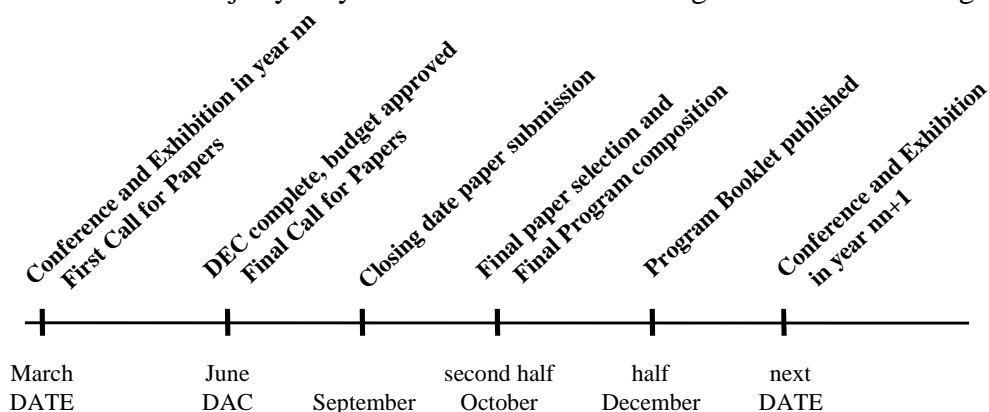 Conference and Exhibition in year nn
First Call for Papers
DEC complete, budget approved
Final Call for Papers
Closing date paper submission
Final paper selection and
Final Program composition
Program Booklet published
Conference and Exhibition
in year nn+1
March
DATE
June
DAC
September
second half
October
half
December
next
DATE